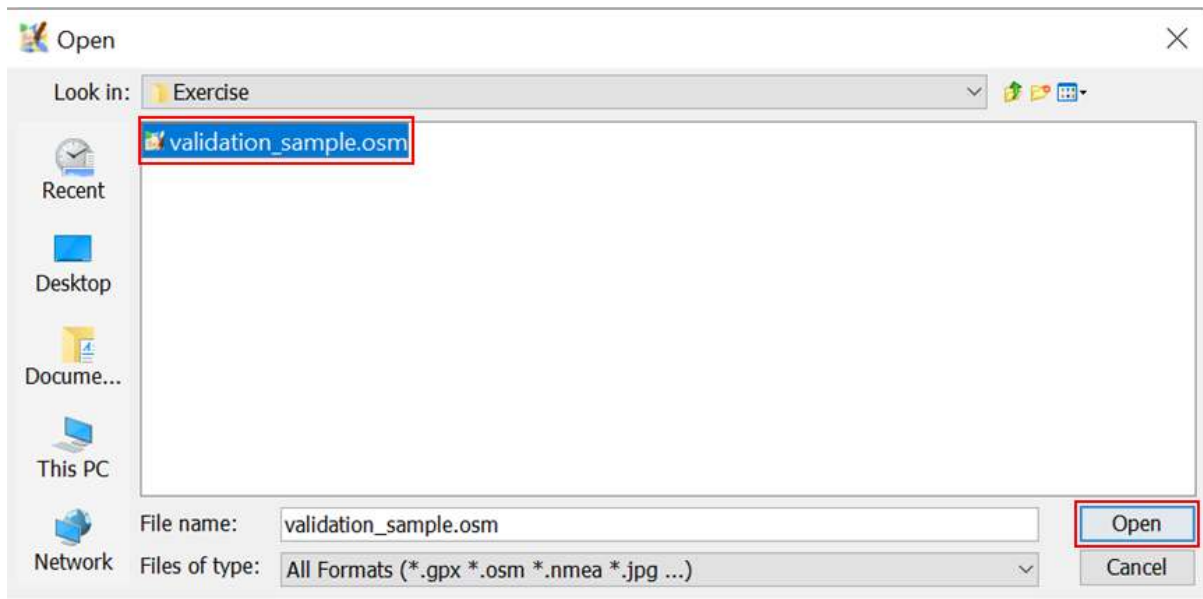 Open
Look in: Exercise
validation_sample.osm
Recent
Desktop
Docume...
This PC
Network
File name: validation_sample.osm Open
Files of type: All Formats (*.gpx *.osm *.nmea *.jpg ...) Cancel